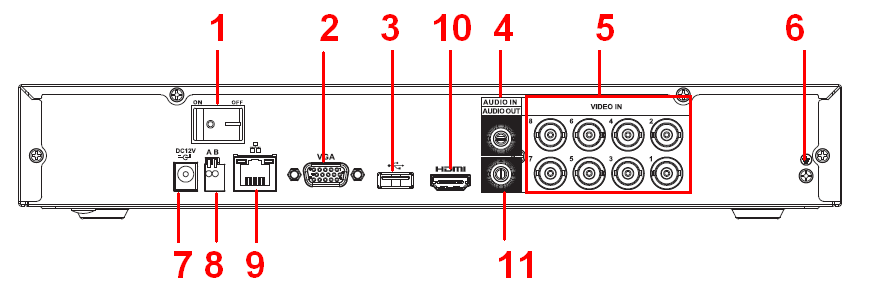 1 2 3 10 4 5 6
ON OFF
AUDIO IN
AUDIO OUT
VIDEO IN
8 6 4 2
DC12V
A B
VGA
HDMI
7 5 3 1
7 8 9 11